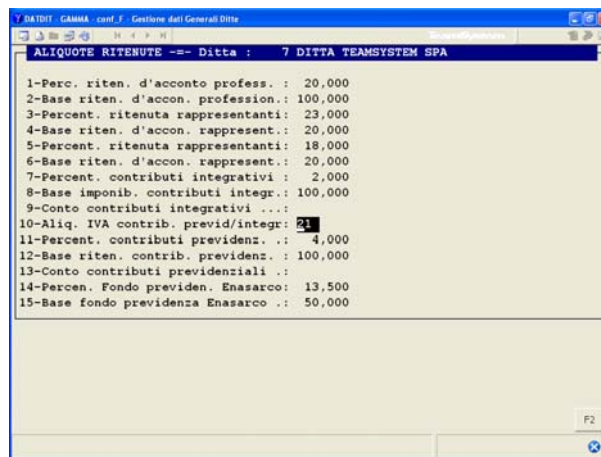 DATDIT - GAMMA - conf_F - Gestione dati Generali Ditte
ALIQUOTE RITENUTE -=- Ditta : 7 DITTA TEAMSYSTEM SPA
1-Perc. riten. d'acconto profess. : 20,000
2-Base riten. d'accon. profession.: 100,000
3-Percent. ritenuta rappresentanti: 23,000
4-Base riten. d'accon. rappresent.: 20,000
5-Percent. ritenuta rappresentanti: 18,000
6-Base riten. d'accon. rappresent.: 20,000
7-Percent. contributi integrativi : 2,000
8-Base imponib. contributi integr.: 100,000
9-Conto contributi integrativi ...:
10-Aliq. IVA contrib. previd/integr: 21
11-Percent. contributi previdenz. .: 4,000
12-Base riten. contrib. previdenz. : 100,000
13-Conto contributi previdenziali .:
14-Percen. Fondo previden. Enasarco: 13,500
15-Base fondo previdenza Enasarco .: 50,000
F2